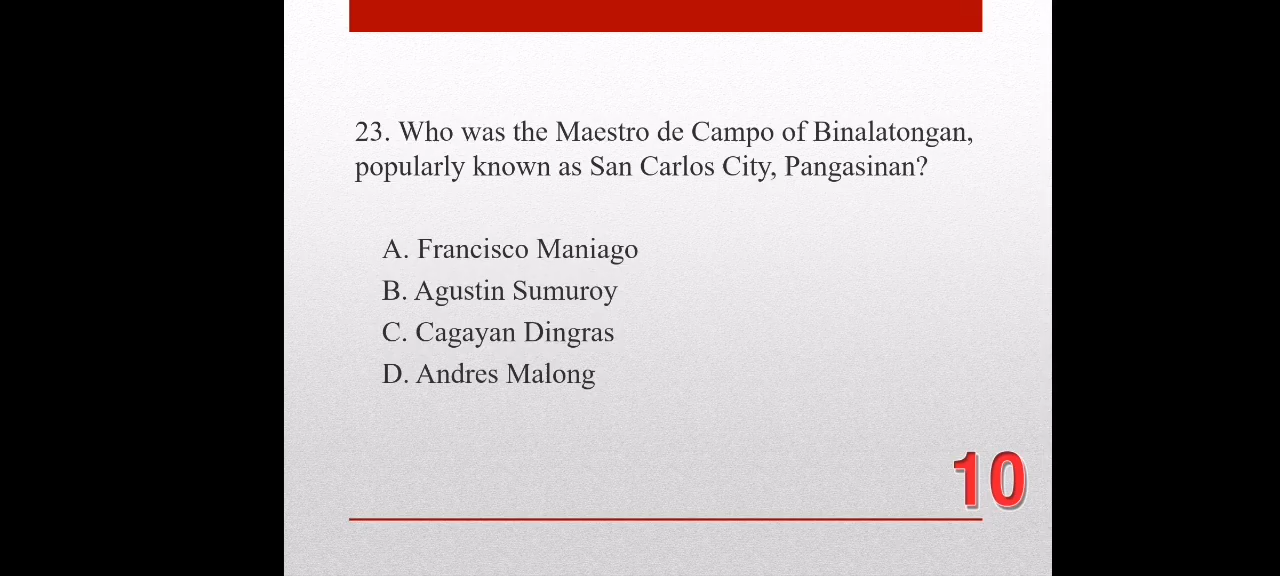 23. Who was the Maestro de Campo of Binalatongan,
popularly known as San Carlos City, Pangasinan?
A. Francisco Maniago
B. Agustin Sumuroy
C. Cagayan Dingras
D. Andres Malong
10